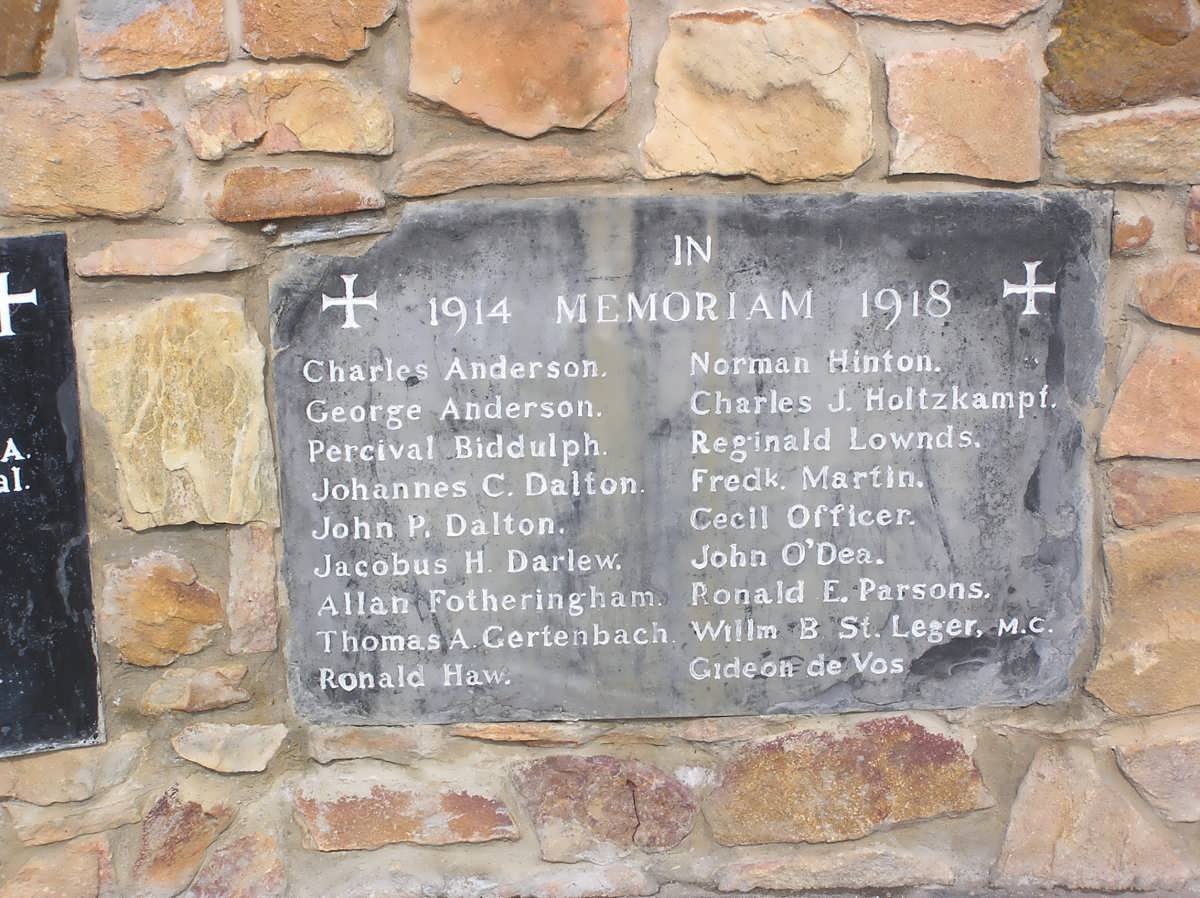 IN
1914 MEMORIAM 1918
Charles Anderson.
George Anderson.
Percival Biddulph.
Johannes C. Dalton.
John P. Dalton.
Jacobus H. Darlew.
Allan Fotheringham.
Thomas A. Gertenbach.
Ronald Haw.
Norman Hinton.
Charles J. Holtzkampf.
Reginald Lownds.
Fredk. Martin.
Cecil Officer.
John O'Dea.
Ronald E. Parsons.
Willm B St. Leger, M.C.
Gideon de Vos
A.
al.